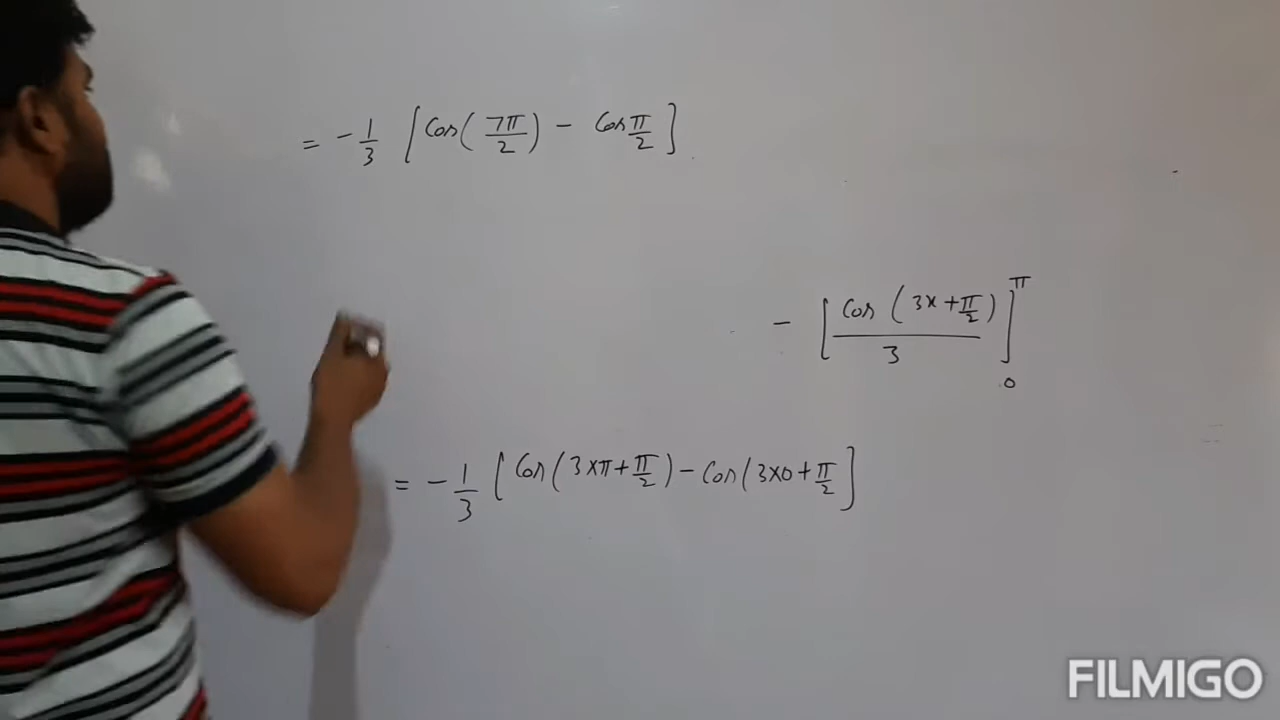 = -1/3 [Cos(7π/2) - Cos π/2]
- [Cos (3x + π/2) / 3]π 0
= -1/3 [Cos(3×π + π/2) - Cos(3×0 + π/2]
FILMIGO